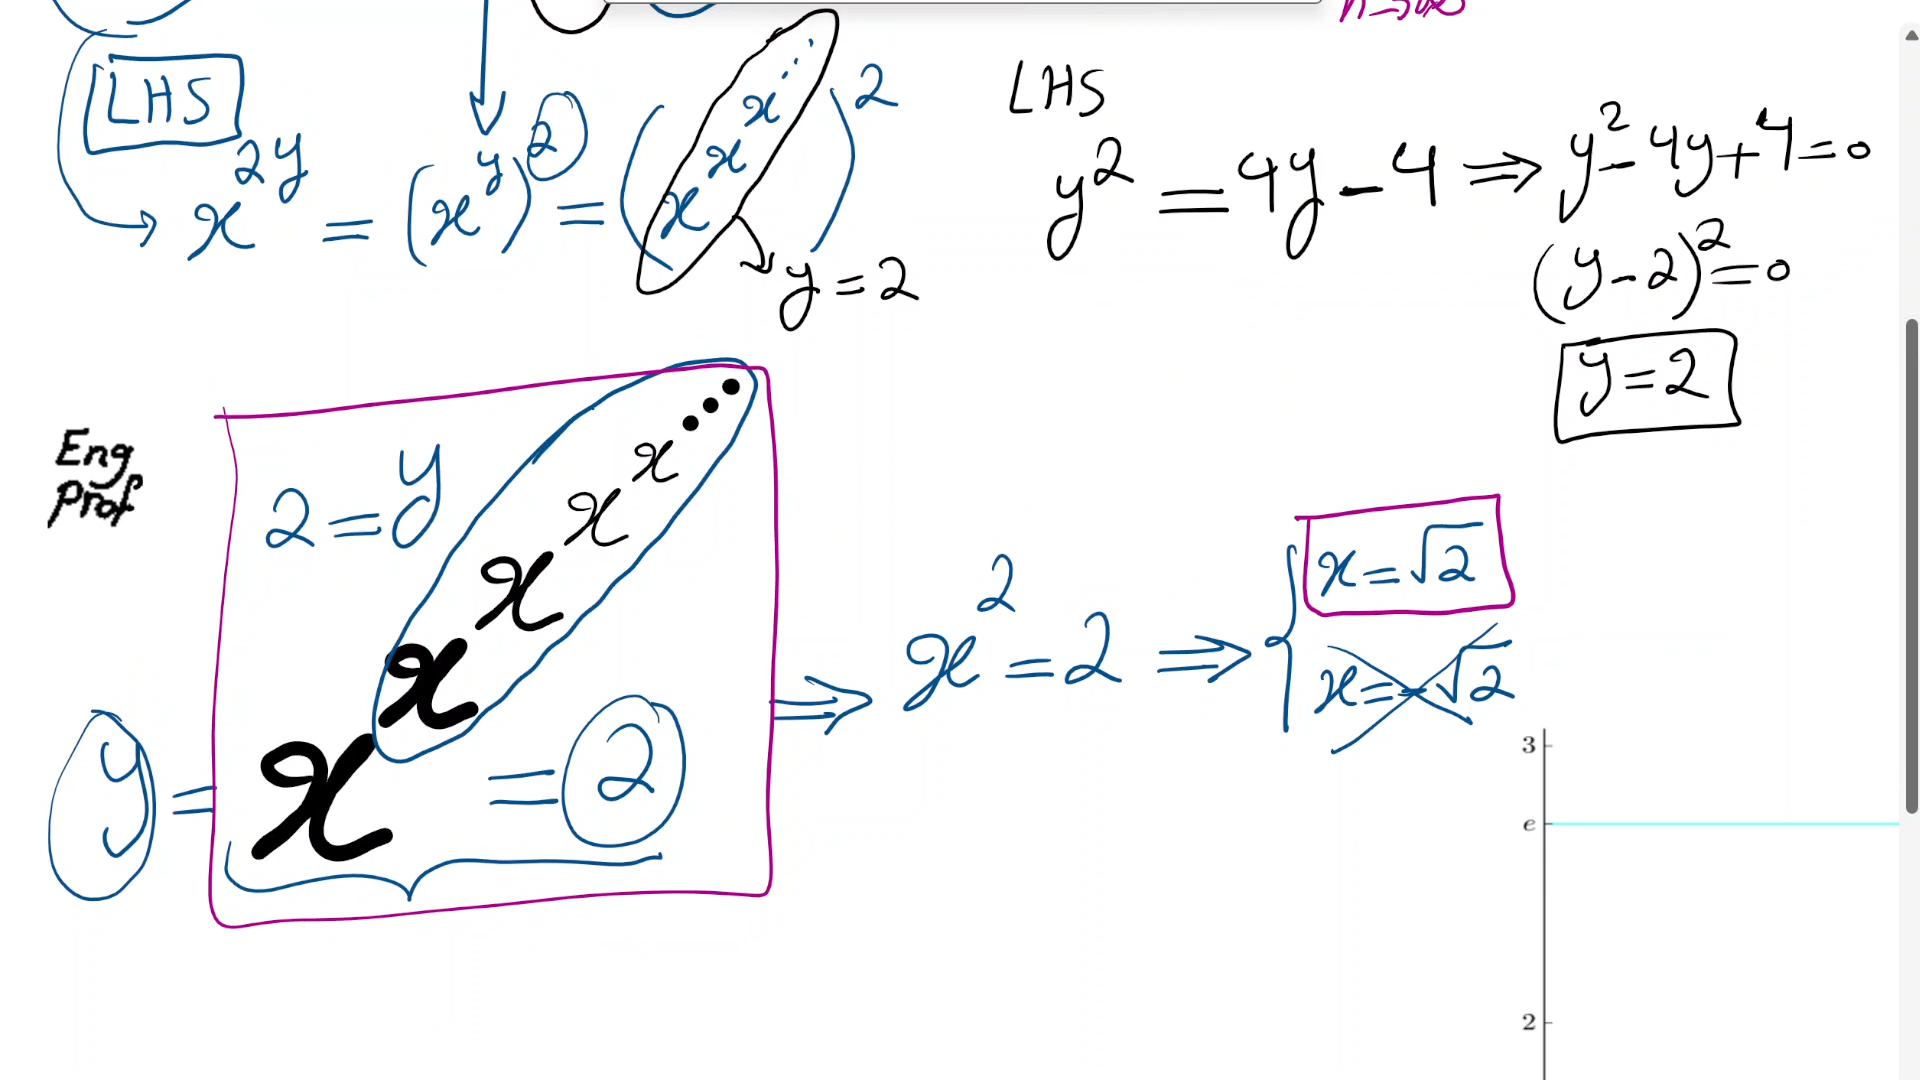 LHS
x^{2y} = (x^y)^2 = (x^{x^{x^{⋰}}})^2
y = 2
LHS
y^2 = 4y - 4 ⇒ y^2 - 4y + 4 = 0
(y - 2)^2 = 0
y = 2
Eng
Prof
2 = y
y = x^{x^{x^{x^{x^{⋰}}}}} = 2
⇒ x^2 = 2 ⇒ { x = √2
x = -√2
3
e
2